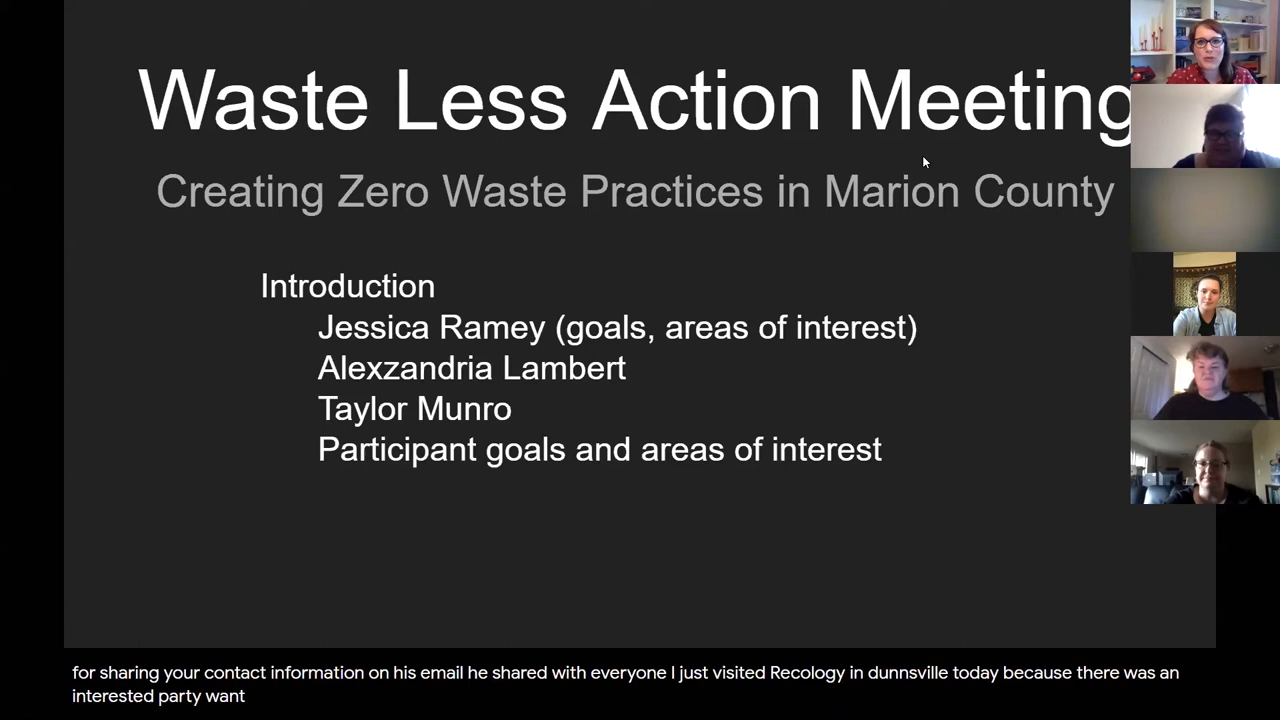 Waste Less Action Meeting
Creating Zero Waste Practices in Marion County
Introduction
Jessica Ramey (goals, areas of interest)
Alexzandria Lambert
Taylor Munro
Participant goals and areas of interest
for sharing your contact information on his email he shared with everyone I just visited Recology in dunnsville today because there was an
interested party want